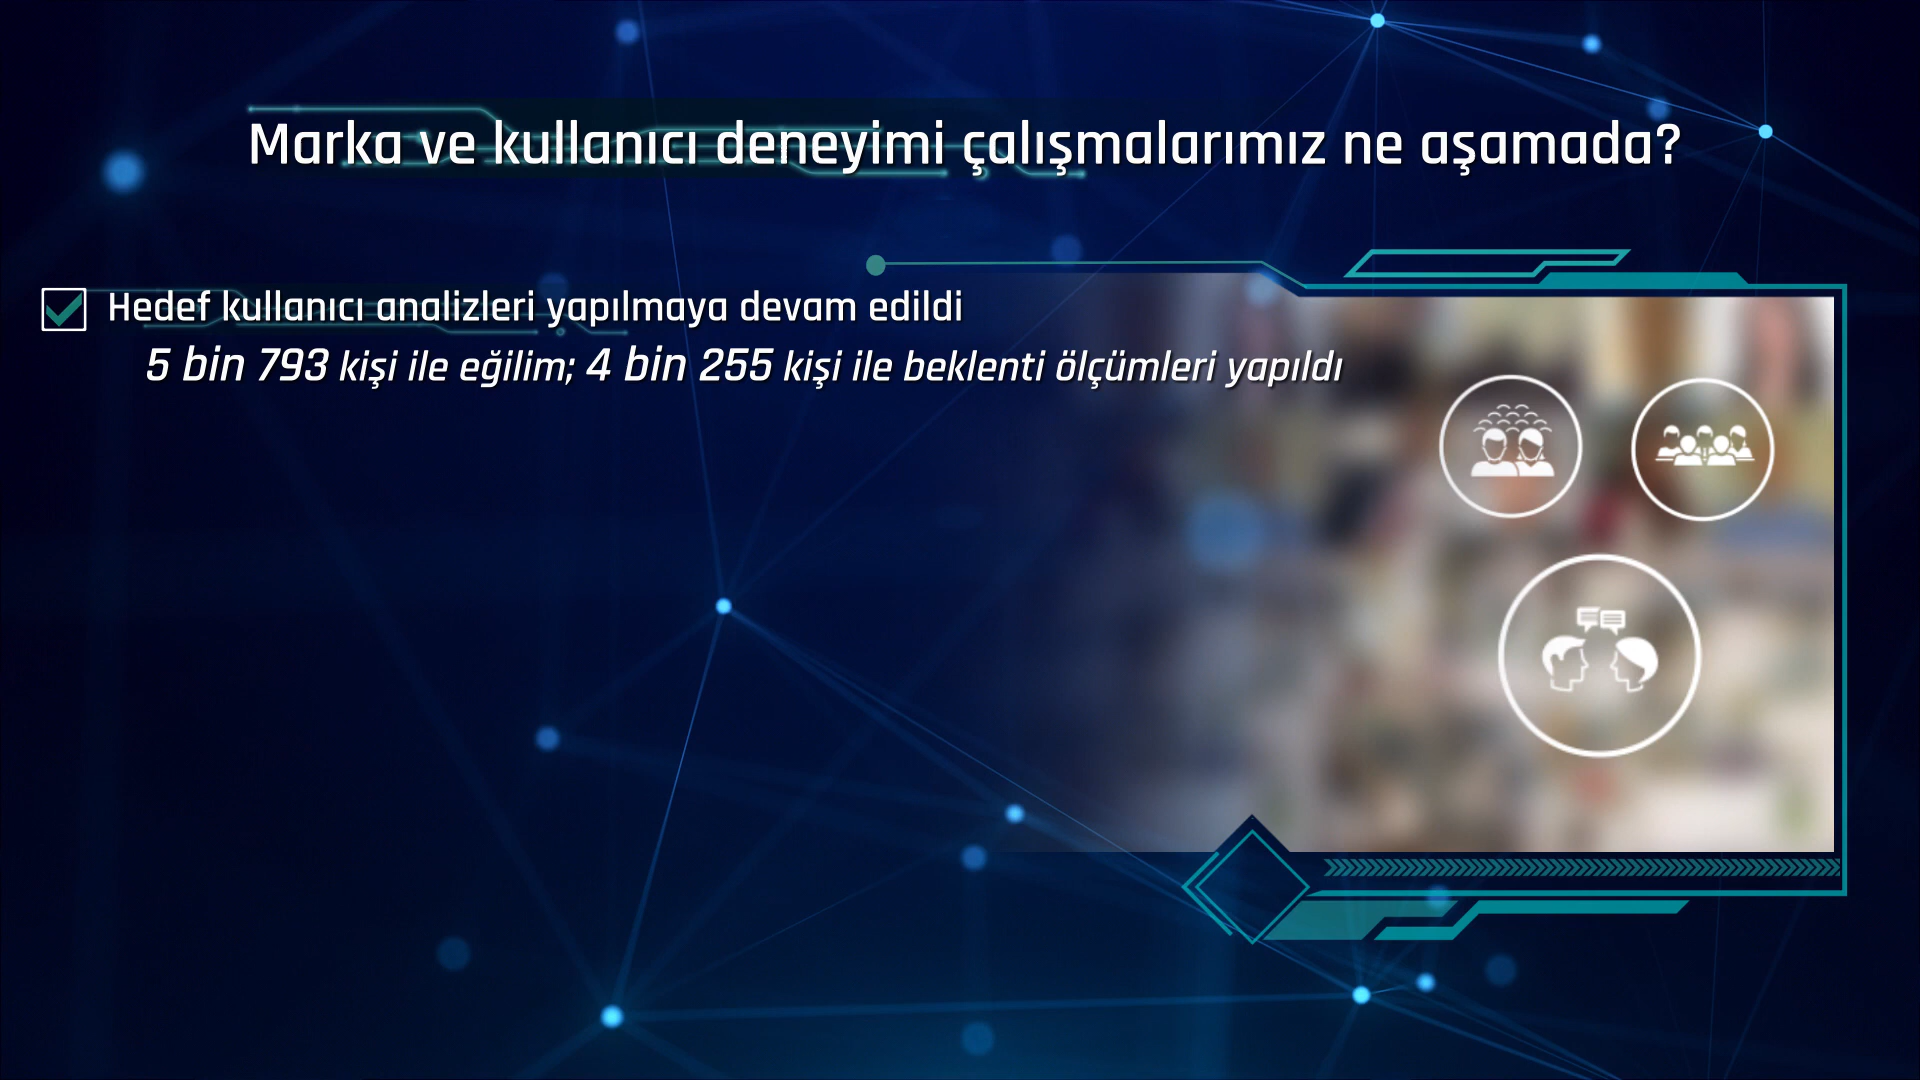 Marka ve kullanıcı deneyimi çalışmalarımız ne aşamada?
Hedef kullanıcı analizleri yapılmaya devam edildi
5 bin 793 kişi ile eğilim; 4 bin 255 kişi ile beklenti ölçümleri yapıldı